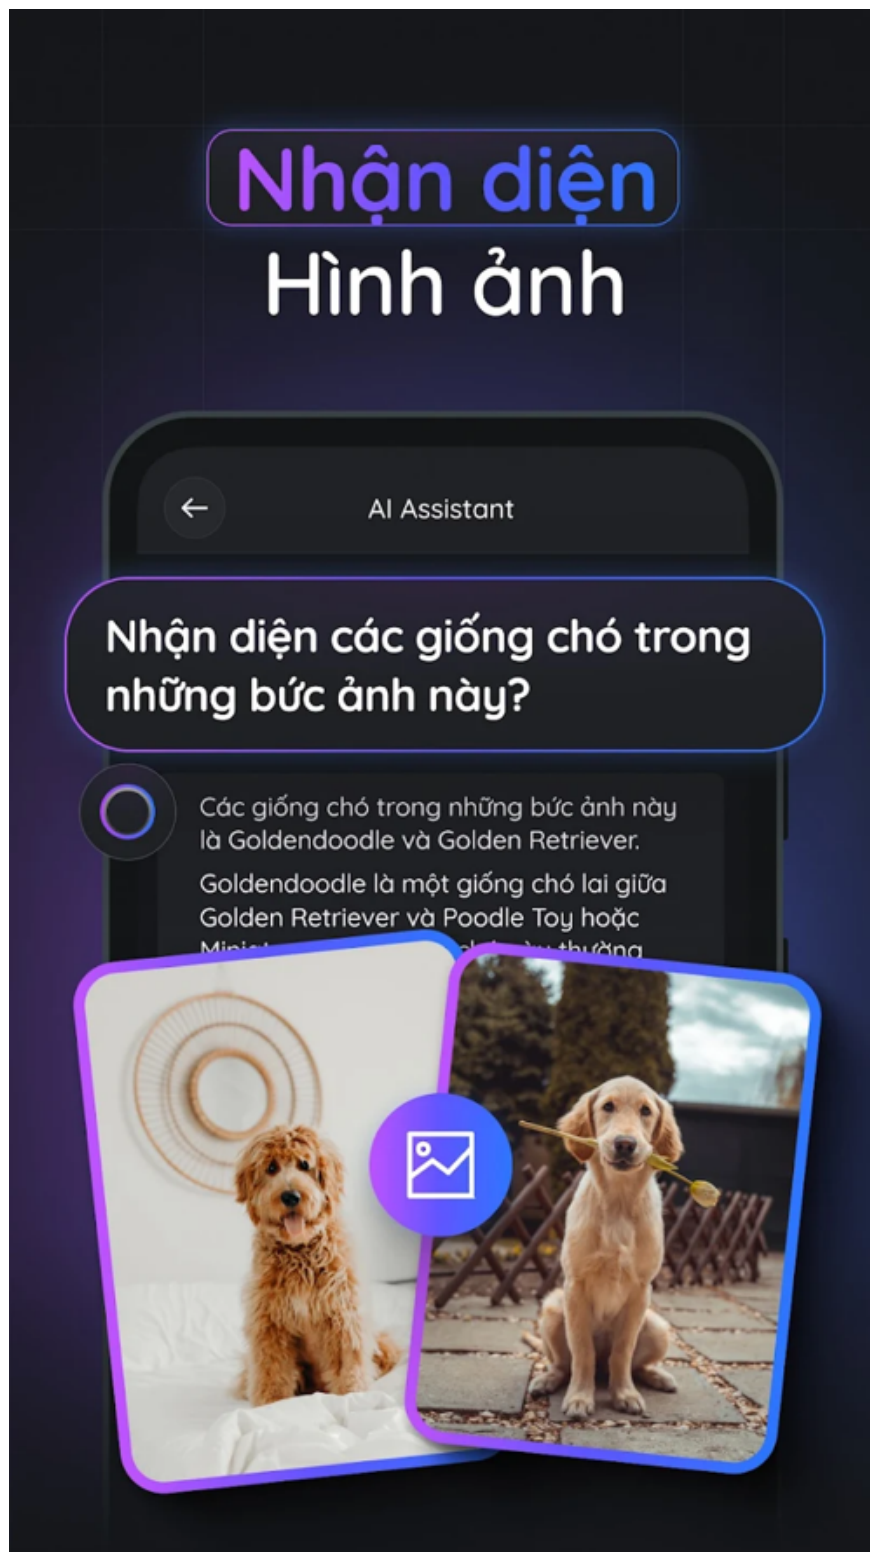 Nhận diện
Hình ảnh
AI Assistant
Nhận diện các giống chó trong
những bức ảnh này?
Các giống chó trong những bức ảnh này
là Goldendoodle và Golden Retriever.
Goldendoodle là một giống chó lai giữa
Golden Retriever và Poodle Toy hoặc
thường